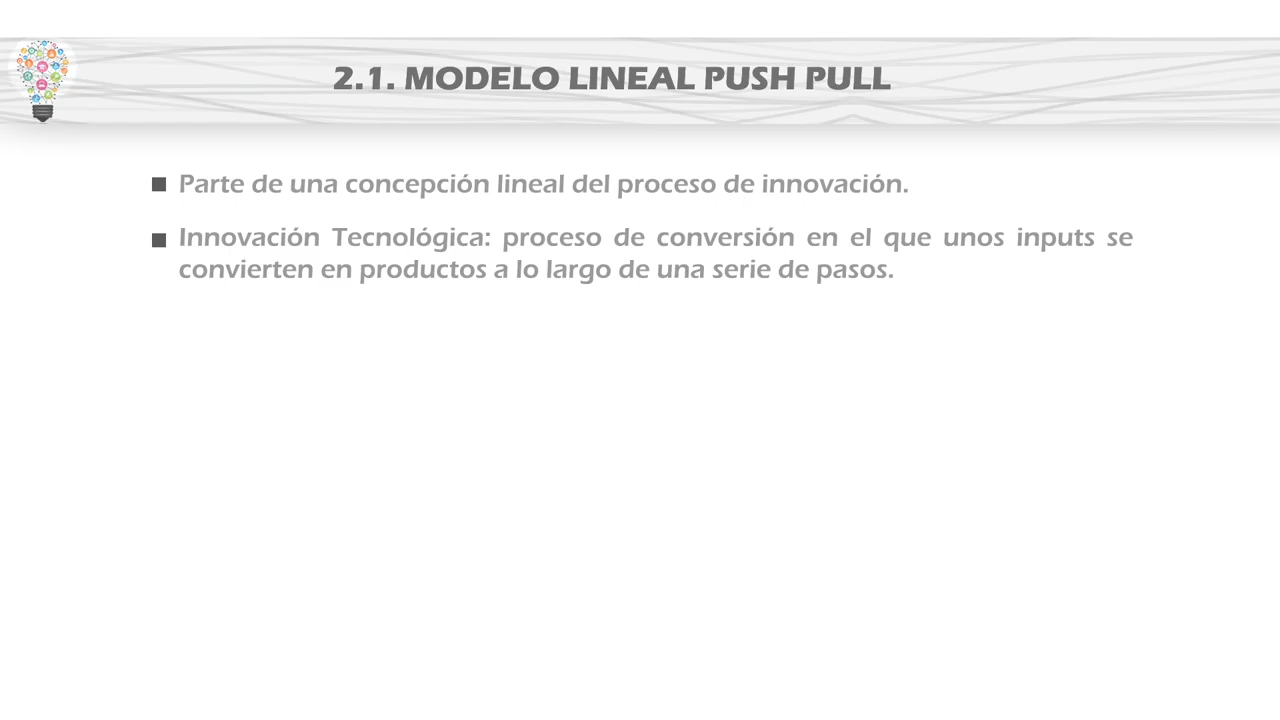 2.1. MODELO LINEAL PUSH PULL
Parte de una concepción lineal del proceso de innovación.
Innovación Tecnológica: proceso de conversión en el que unos inputs se
convierten en productos a lo largo de una serie de pasos.